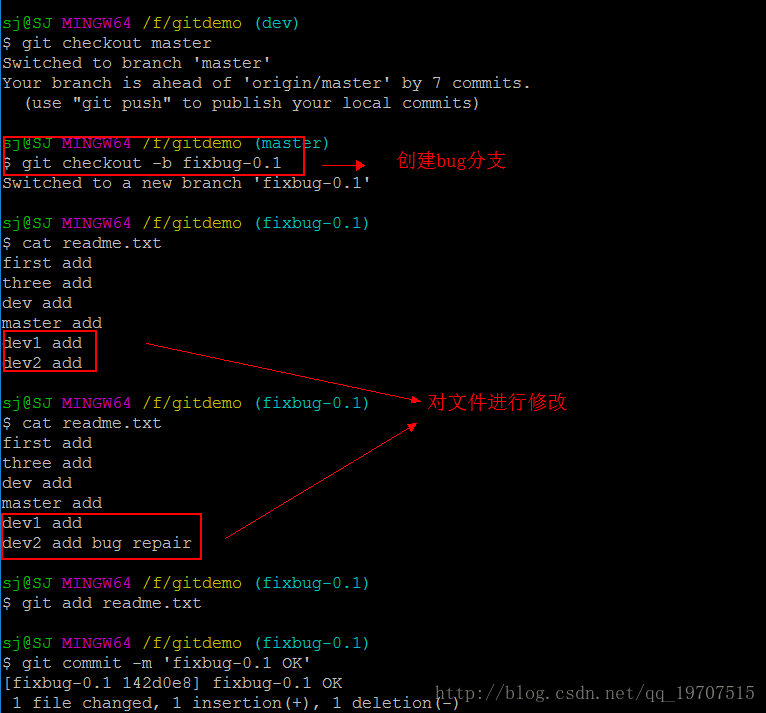 sj@SJ MINGW64 /f/gitdemo (dev)
$ git checkout master
Switched to branch 'master'
Your branch is ahead of 'origin/master' by 7 commits.
  (use "git push" to publish your local commits)
sj@SJ MINGW64 /f/gitdemo (master)
$ git checkout -b fixbug-0.1
创建bug分支
Switched to a new branch 'fixbug-0.1'
sj@SJ MINGW64 /f/gitdemo (fixbug-0.1)
$ cat readme.txt
first add
three add
dev add
master add
dev1 add
dev2 add
sj@SJ MINGW64 /f/gitdemo (fixbug-0.1)
对文件进行修改
$ cat readme.txt
first add
three add
dev add
master add
dev1 add
dev2 add bug repair
sj@SJ MINGW64 /f/gitdemo (fixbug-0.1)
$ git add readme.txt
sj@SJ MINGW64 /f/gitdemo (fixbug-0.1)
$ git commit -m 'fixbug-0.1 OK'
[fixbug-0.1 142d0e8] fixbug-0.1 OK
http://blog.csdn.net/qq_19707515
 1 file changed, 1 insertion(+), 1 deletion(-)